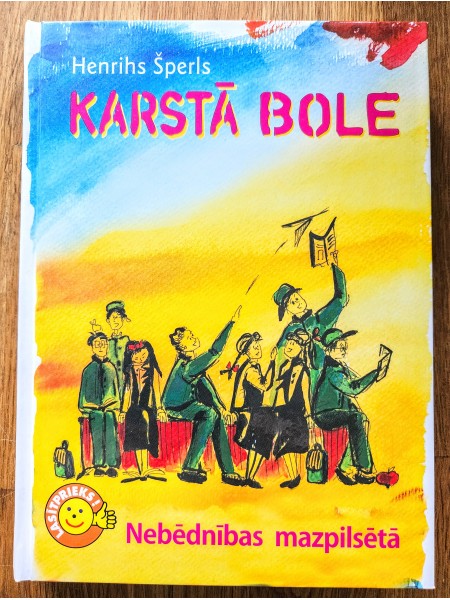 Henrihs Šperls
KARSTĀ BOLE
LASĪTPRIEKS!
Nebēdnības mazpilsētā